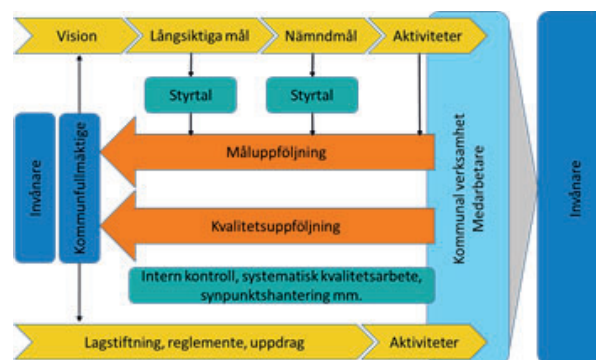 Vision
Långsiktiga mål
Nämndmål
Aktiviteter
Styrtal
Styrtal
Invånare
Kommunfullmäktige
Måluppföljning
Kvalitetsuppföljning
Intern kontroll, systematisk kvalitetsarbete,
synpunktshantering mm.
Kommunal verksamhet
Medarbetare
Invånare
Lagstiftning, reglemente, uppdrag
Aktiviteter